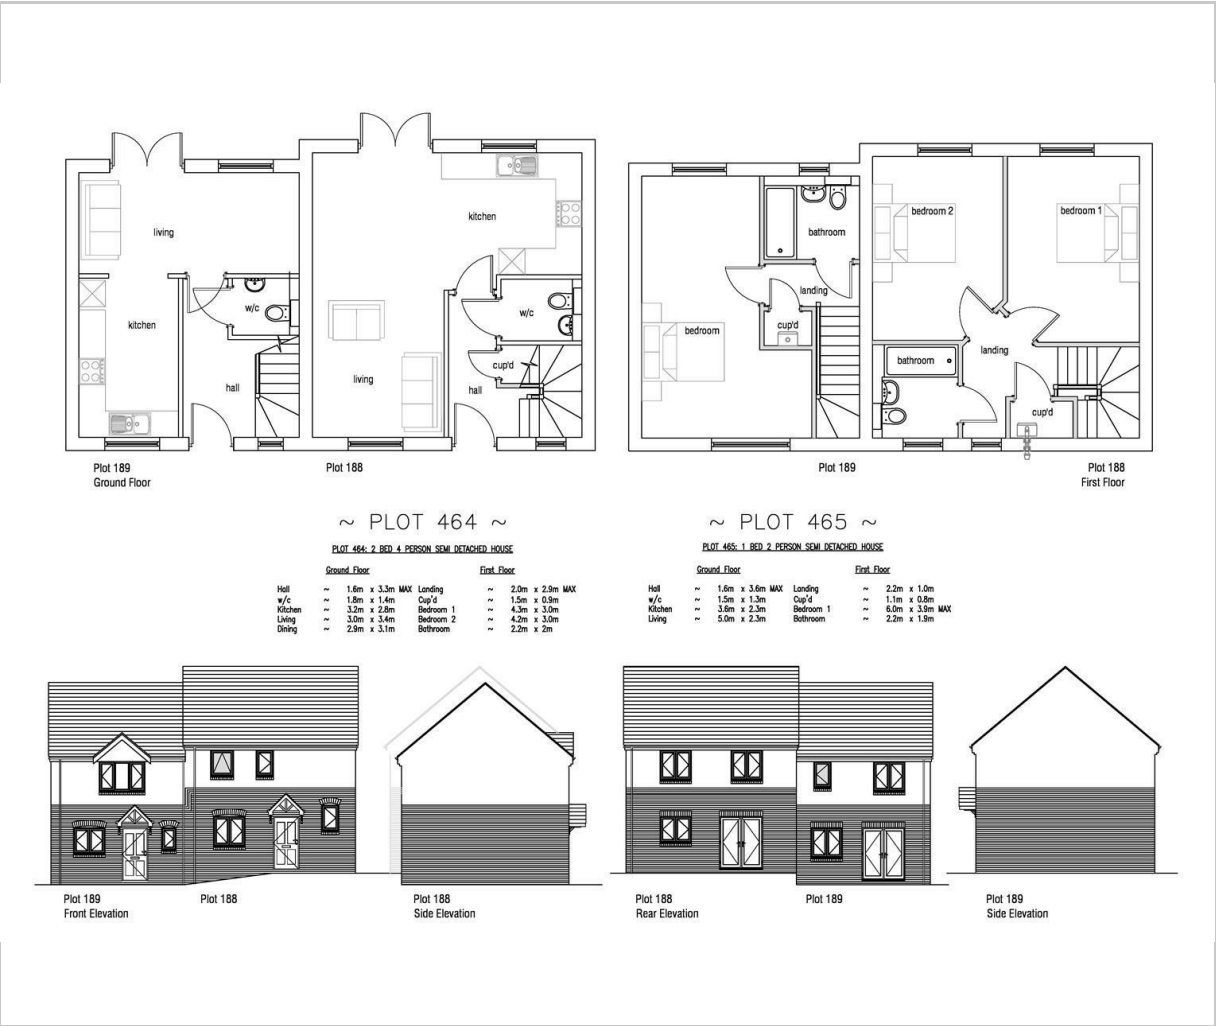 living
kitchen
w/c
hall
kitchen
w/c
cup'd
living
hall
bathroom
landing
cup'd
bedroom
bedroom 2
bedroom 1
landing
bathroom
cup'd
Plot 189
Ground Floor
Plot 188
Plot 189
Plot 188
First Floor
~ PLOT 464 ~
PLOT 464: 2 BED 4 PERSON SEMI DETACHED HOUSE
Ground Floor First Floor
Hall ~ 1.6m x 3.3m MAX Landing ~ 2.0m x 2.9m MAX
w/c ~ 1.8m x 1.4m Cup'd ~ 1.5m x 0.9m
Kitchen ~ 3.2m x 2.8m Bedroom 1 ~ 4.3m x 3.0m
Living ~ 3.0m x 3.4m Bedroom 2 ~ 4.2m x 3.0m
Dining ~ 2.9m x 3.1m Bathroom ~ 2.2m x 2m
~ PLOT 465 ~
PLOT 465: 1 BED 2 PERSON SEMI DETACHED HOUSE
Ground Floor First Floor
Hall ~ 1.6m x 3.6m MAX Landing ~ 2.2m x 1.0m
w/c ~ 1.5m x 1.3m Cup'd ~ 1.1m x 0.8m
Kitchen ~ 3.6m x 2.3m Bedroom 1 ~ 6.0m x 3.9m MAX
Living ~ 5.0m x 2.3m Bathroom ~ 2.2m x 1.9m
Plot 189
Front Elevation
Plot 188
Plot 188
Side Elevation
Plot 188
Rear Elevation
Plot 189
Plot 189
Side Elevation